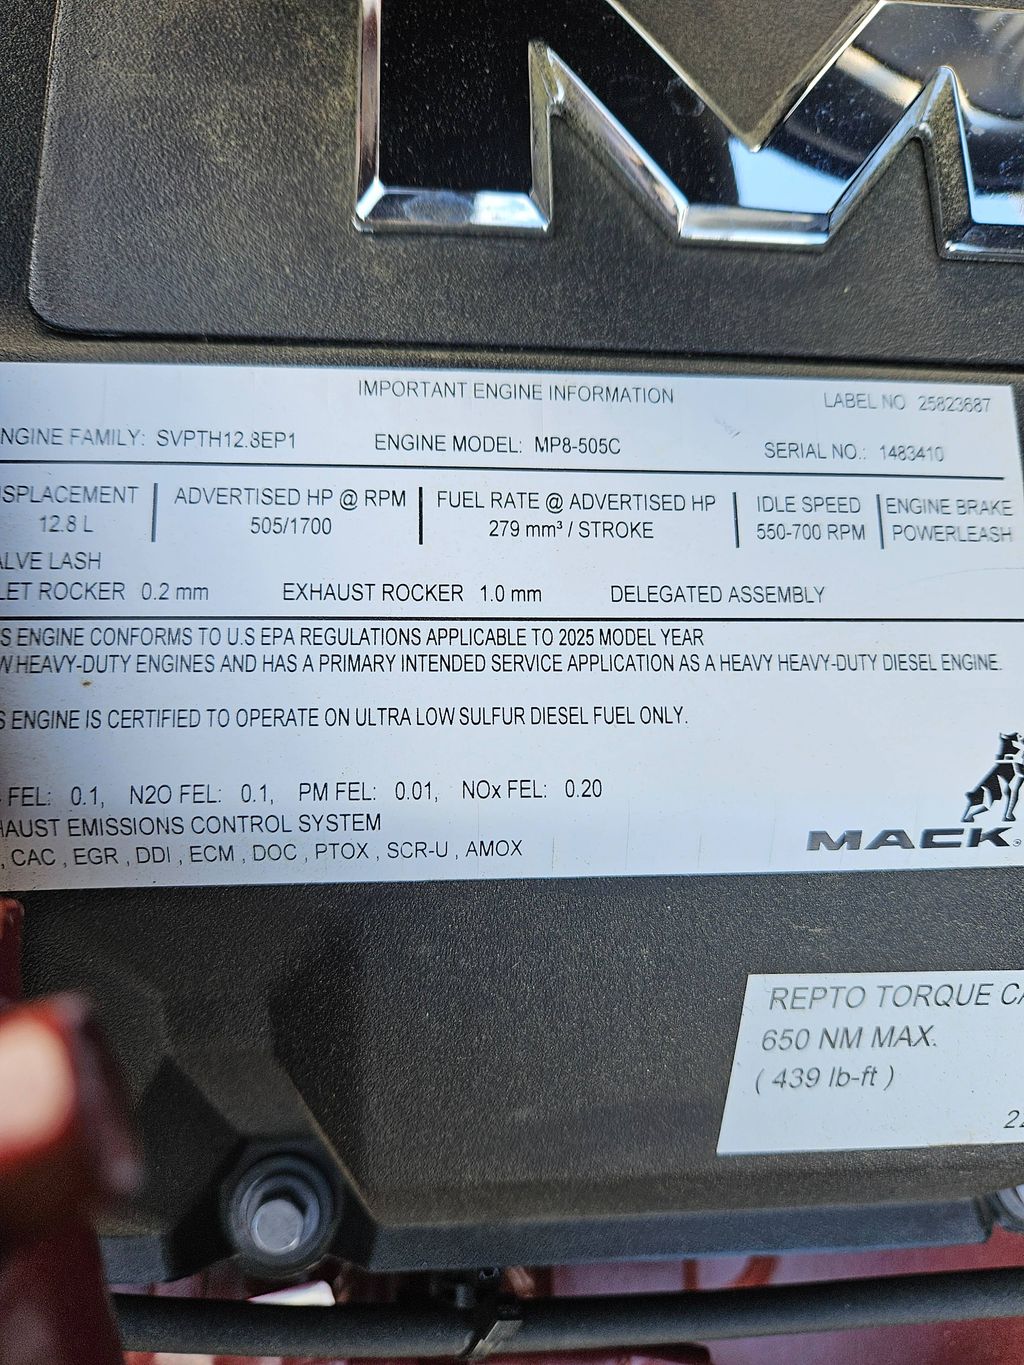 IMPORTANT ENGINE INFORMATION
LABEL NO 25823687
NGINE FAMILY: SVPTH12.8EP1 ENGINE MODEL: MP8-505C SERIAL NO.: 1483410
ISPLACEMENT ADVERTISED HP @ RPM FUEL RATE @ ADVERTISED HP IDLE SPEED ENGINE BRAKE
12.8 L 505/1700 279 mm³ / STROKE 550-700 RPM POWERLEASH
ALVE LASH
LET ROCKER 0.2 mm EXHAUST ROCKER 1.0 mm DELEGATED ASSEMBLY
S ENGINE CONFORMS TO U.S EPA REGULATIONS APPLICABLE TO 2025 MODEL YEAR
W HEAVY-DUTY ENGINES AND HAS A PRIMARY INTENDED SERVICE APPLICATION AS A HEAVY HEAVY-DUTY DIESEL ENGINE.
S ENGINE IS CERTIFIED TO OPERATE ON ULTRA LOW SULFUR DIESEL FUEL ONLY.
FEL: 0.1, N2O FEL: 0.1, PM FEL: 0.01, NOx FEL: 0.20
HAUST EMISSIONS CONTROL SYSTEM
, CAC , EGR , DDI , ECM , DOC , PTOX , SCR-U , AMOX
MACK®
REPTO TORQUE CA
650 NM MAX.
( 439 lb-ft )
22